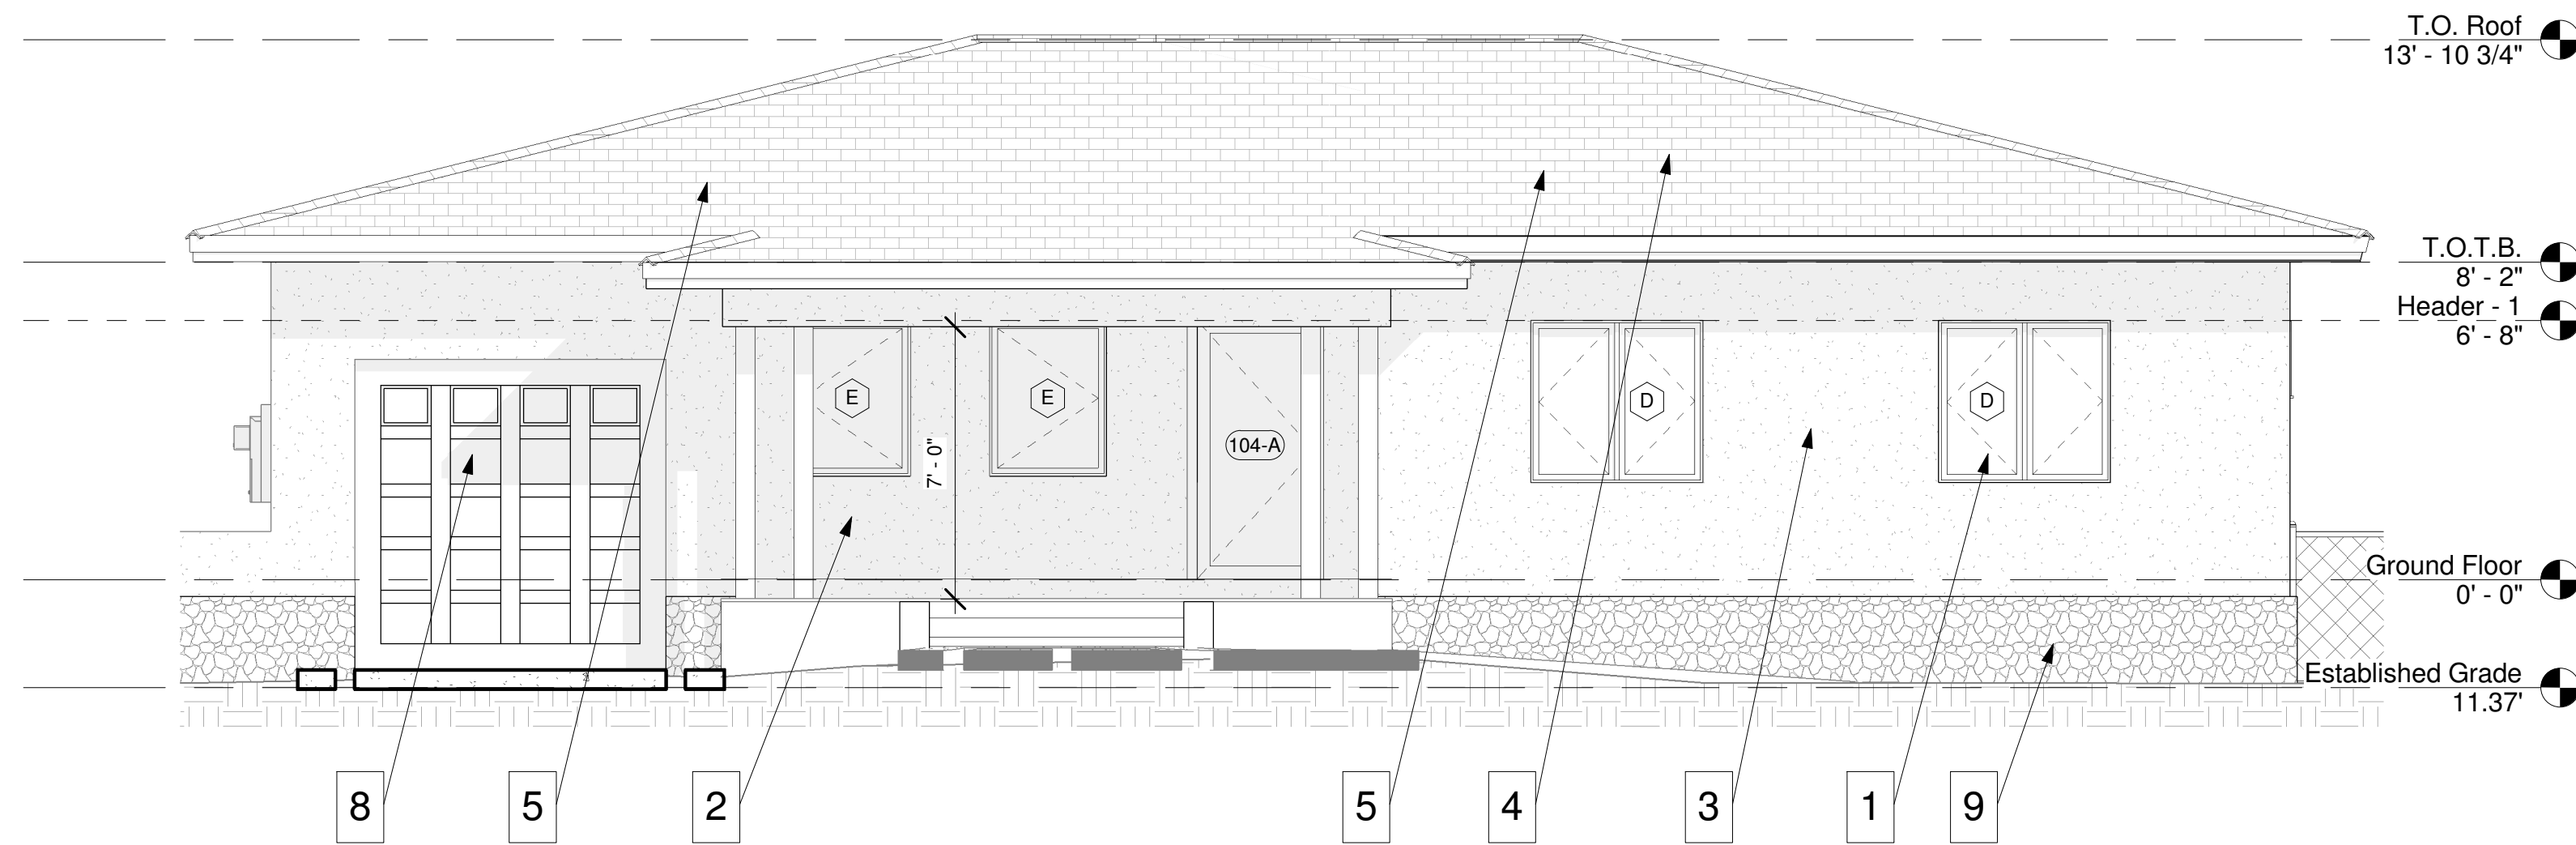 T.O. Roof
13' - 10 3/4"
T.O.T.B.
8' - 2"
Header - 1
6' - 8"
E
E
D
D
104-A
7' - 0"
Ground Floor
0' - 0"
Established Grade
11.37'
8
5
2
5
4
3
1
9